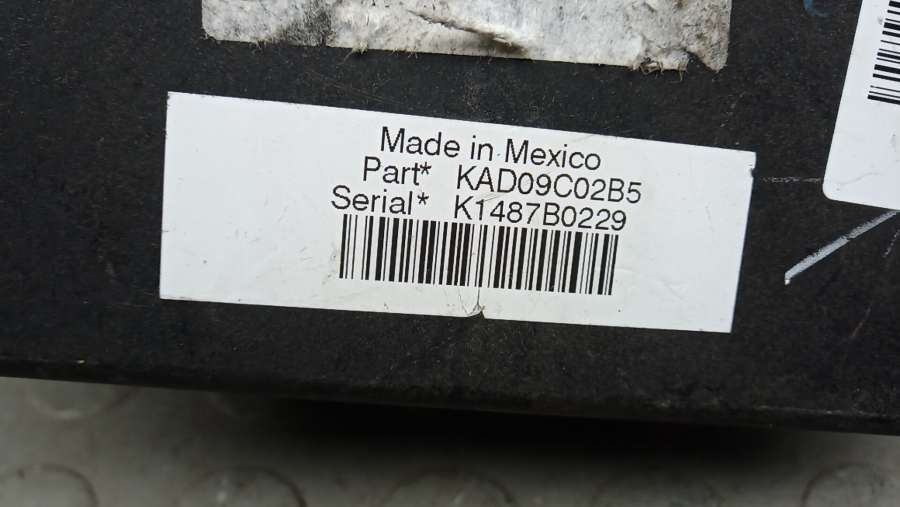 Made in Mexico
Part* KAD09C02B5
Serial* K1487B0229